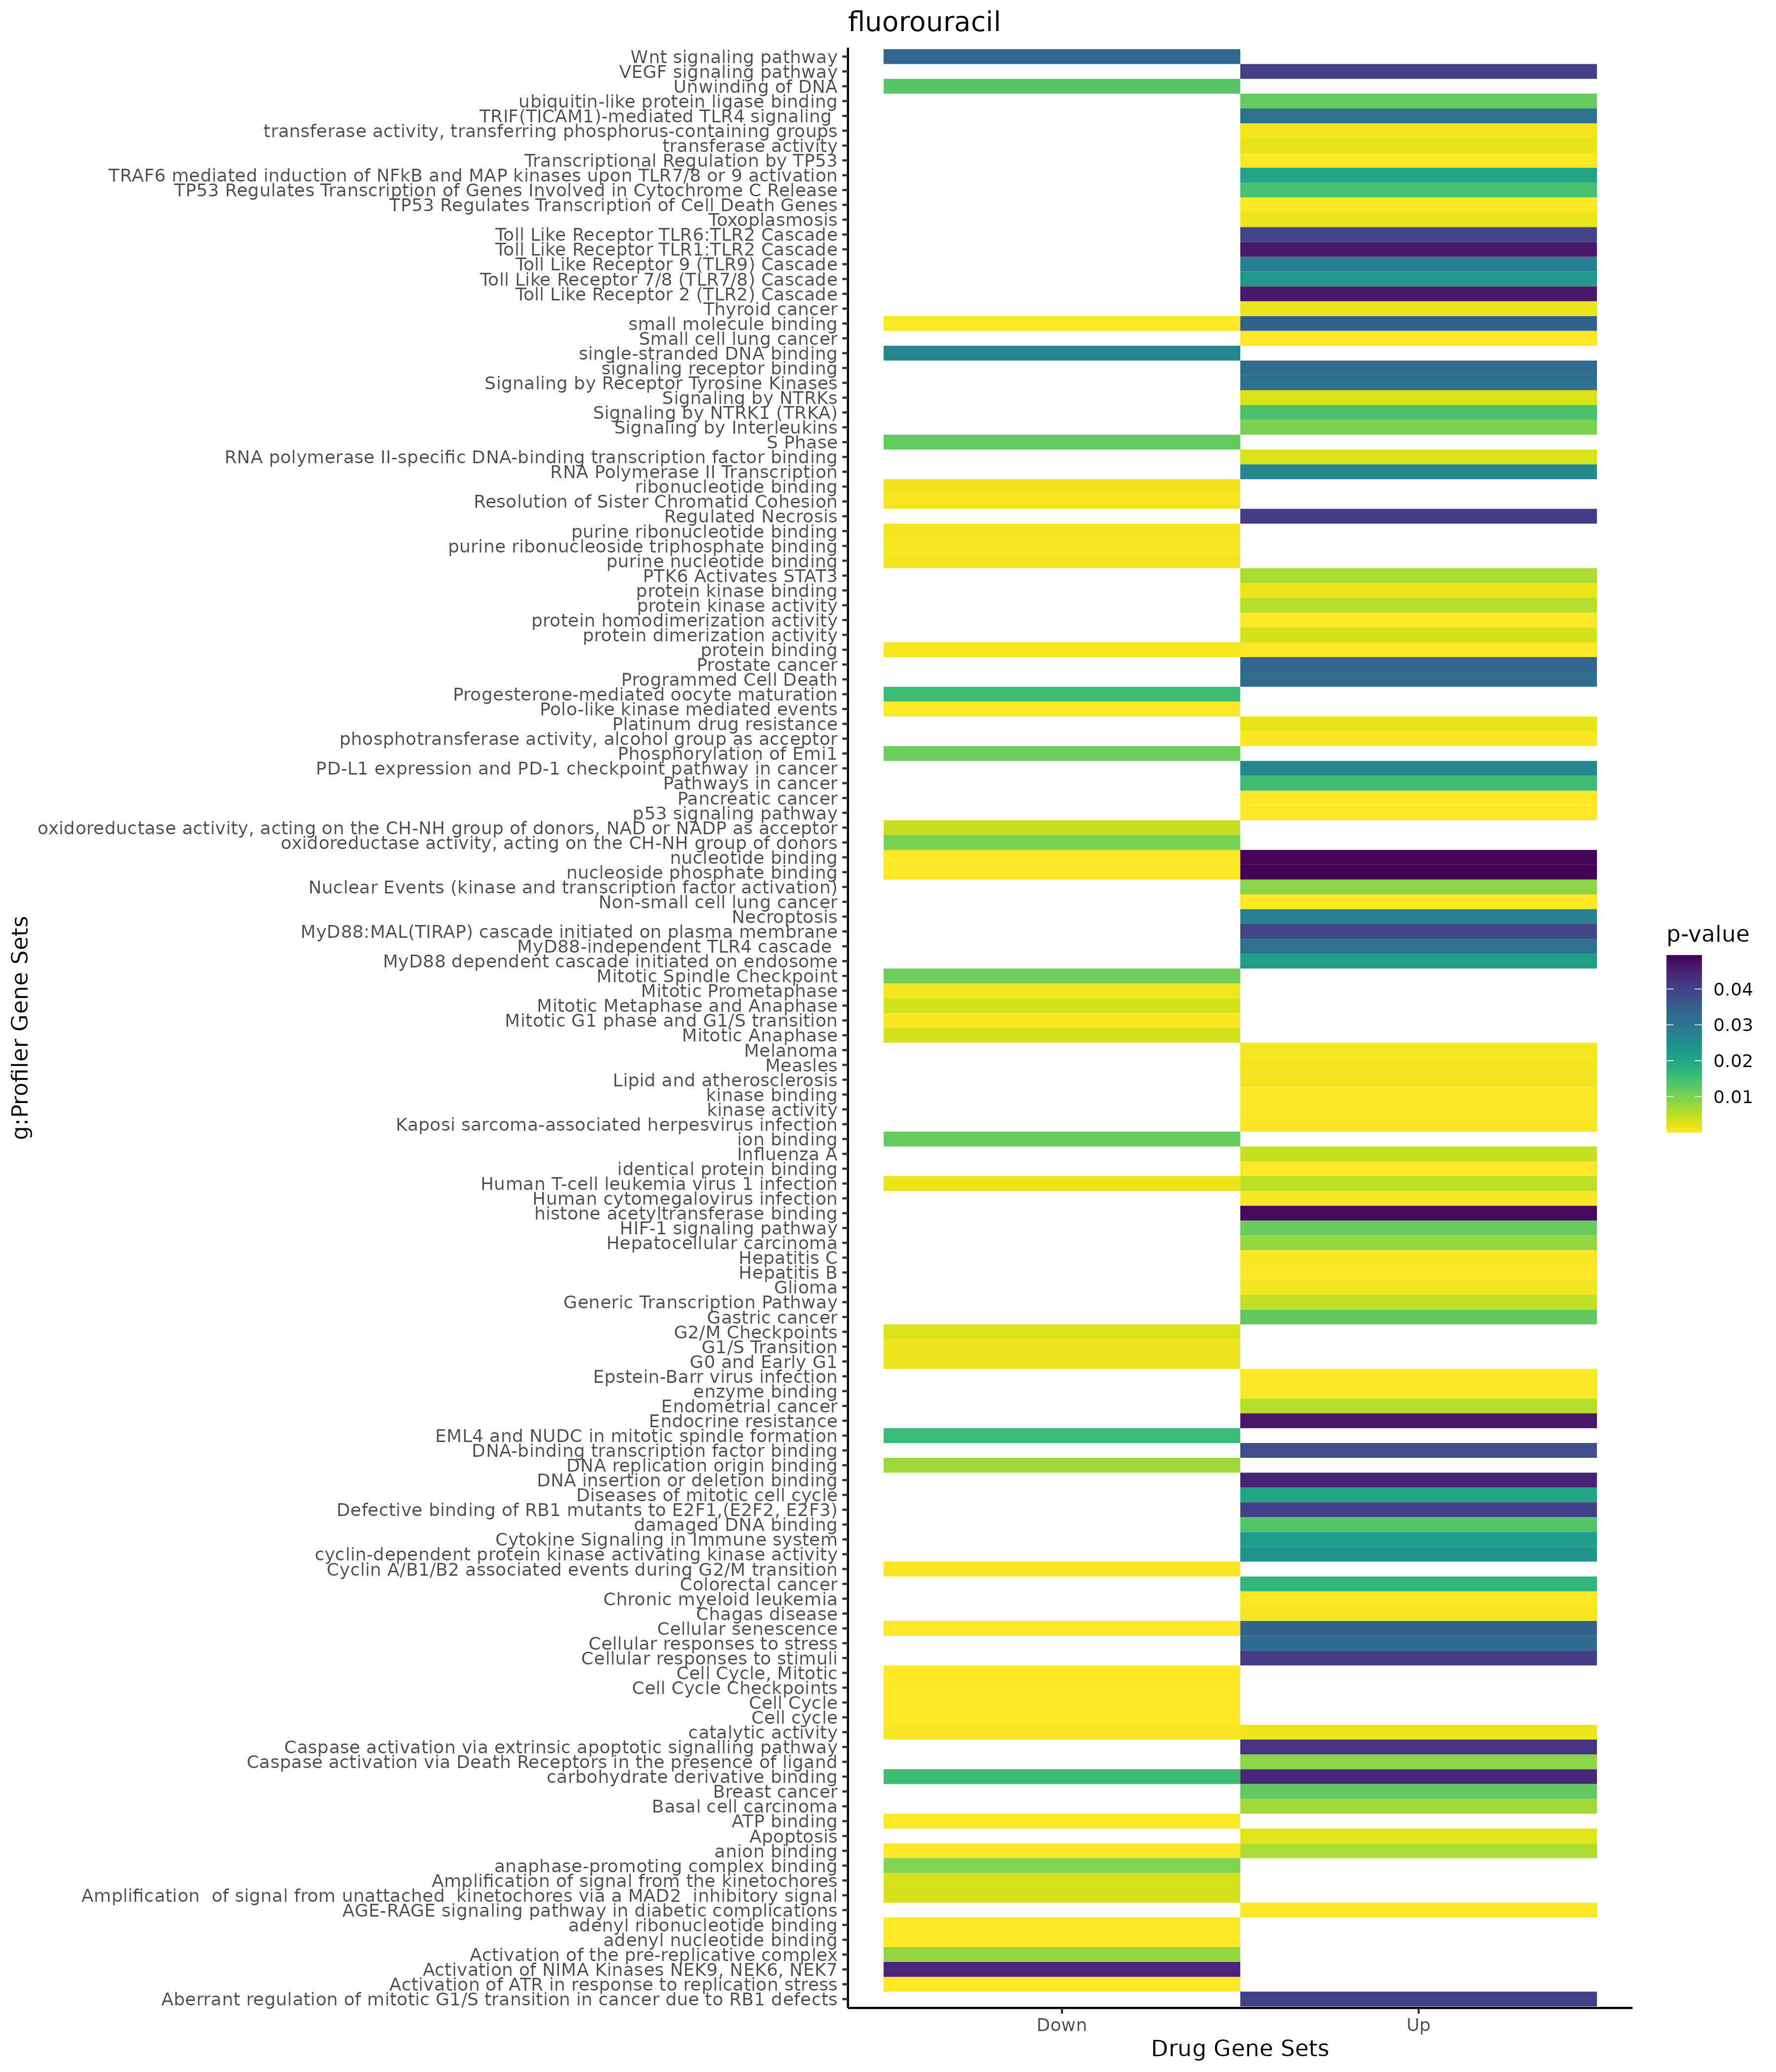 fluorouracil
Wnt signaling pathway
VEGF signaling pathway
Unwinding of DNA
ubiquitin-like protein ligase binding
TRIF(TICAM1)-mediated TLR4 signaling
transferase activity, transferring phosphorus-containing groups
transferase activity
Transcriptional Regulation by TP53
TRAF6 mediated induction of NFkB and MAP kinases upon TLR7/8 or 9 activation
TP53 Regulates Transcription of Genes Involved in Cytochrome C Release
TP53 Regulates Transcription of Cell Death Genes
Toxoplasmosis
Toll Like Receptor TLR6:TLR2 Cascade
Toll Like Receptor TLR1:TLR2 Cascade
Toll Like Receptor 9 (TLR9) Cascade
Toll Like Receptor 7/8 (TLR7/8) Cascade
Toll Like Receptor 2 (TLR2) Cascade
Thyroid cancer
small molecule binding
Small cell lung cancer
single-stranded DNA binding
signaling receptor binding
Signaling by Receptor Tyrosine Kinases
Signaling by NTRKs
Signaling by NTRK1 (TRKA)
Signaling by Interleukins
S Phase
RNA polymerase II-specific DNA-binding transcription factor binding
RNA Polymerase II Transcription
ribonucleotide binding
Resolution of Sister Chromatid Cohesion
Regulated Necrosis
purine ribonucleotide binding
purine ribonucleoside triphosphate binding
purine nucleotide binding
PTK6 Activates STAT3
protein kinase binding
protein kinase activity
protein homodimerization activity
protein dimerization activity
protein binding
Prostate cancer
Programmed Cell Death
Progesterone-mediated oocyte maturation
Polo-like kinase mediated events
Platinum drug resistance
phosphotransferase activity, alcohol group as acceptor
Phosphorylation of Emi1
PD-L1 expression and PD-1 checkpoint pathway in cancer
Pathways in cancer
Pancreatic cancer
p53 signaling pathway
oxidoreductase activity, acting on the CH-NH group of donors, NAD or NADP as acceptor
oxidoreductase activity, acting on the CH-NH group of donors
nucleotide binding
nucleoside phosphate binding
Nuclear Events (kinase and transcription factor activation)
Non-small cell lung cancer
Necroptosis
MyD88:MAL(TIRAP) cascade initiated on plasma membrane
MyD88-independent TLR4 cascade
MyD88 dependent cascade initiated on endosome
Mitotic Spindle Checkpoint
Mitotic Prometaphase
Mitotic Metaphase and Anaphase
Mitotic G1 phase and G1/S transition
Mitotic Anaphase
Melanoma
Measles
Lipid and atherosclerosis
kinase binding
kinase activity
Kaposi sarcoma-associated herpesvirus infection
ion binding
Influenza A
identical protein binding
Human T-cell leukemia virus 1 infection
Human cytomegalovirus infection
histone acetyltransferase binding
HIF-1 signaling pathway
Hepatocellular carcinoma
Hepatitis C
Hepatitis B
Glioma
Generic Transcription Pathway
Gastric cancer
G2/M Checkpoints
G1/S Transition
G0 and Early G1
Epstein-Barr virus infection
enzyme binding
Endometrial cancer
Endocrine resistance
EML4 and NUDC in mitotic spindle formation
DNA-binding transcription factor binding
DNA replication origin binding
DNA insertion or deletion binding
Diseases of mitotic cell cycle
Defective binding of RB1 mutants to E2F1,(E2F2, E2F3)
damaged DNA binding
Cytokine Signaling in Immune system
cyclin-dependent protein kinase activating kinase activity
Cyclin A/B1/B2 associated events during G2/M transition
Colorectal cancer
Chronic myeloid leukemia
Chagas disease
Cellular senescence
Cellular responses to stress
Cellular responses to stimuli
Cell Cycle, Mitotic
Cell Cycle Checkpoints
Cell Cycle
Cell cycle
catalytic activity
Caspase activation via extrinsic apoptotic signalling pathway
Caspase activation via Death Receptors in the presence of ligand
carbohydrate derivative binding
Breast cancer
Basal cell carcinoma
ATP binding
Apoptosis
anion binding
anaphase-promoting complex binding
Amplification of signal from the kinetochores
Amplification  of signal from unattached  kinetochores via a MAD2  inhibitory signal
AGE-RAGE signaling pathway in diabetic complications
adenyl ribonucleotide binding
adenyl nucleotide binding
Activation of the pre-replicative complex
Activation of NIMA Kinases NEK9, NEK6, NEK7
Activation of ATR in response to replication stress
Aberrant regulation of mitotic G1/S transition in cancer due to RB1 defects
g:Profiler Gene Sets
Down
Up
Drug Gene Sets
p-value
0.04
0.03
0.02
0.01